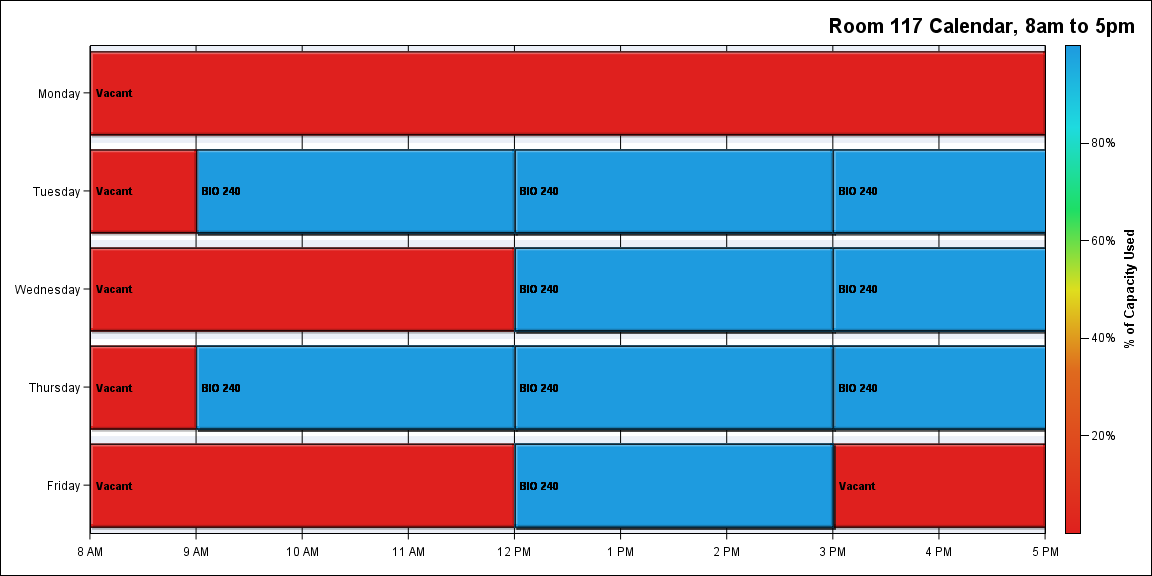 Room 117 Calendar, 8am to 5pm
Monday
Vacant
Tuesday
Vacant
BIO 240
BIO 240
BIO 240
Wednesday
Vacant
BIO 240
BIO 240
Thursday
Vacant
BIO 240
BIO 240
BIO 240
Friday
Vacant
BIO 240
Vacant
8 AM
9 AM
10 AM
11 AM
12 PM
1 PM
2 PM
3 PM
4 PM
5 PM
80%
60%
40%
20%
% of Capacity Used